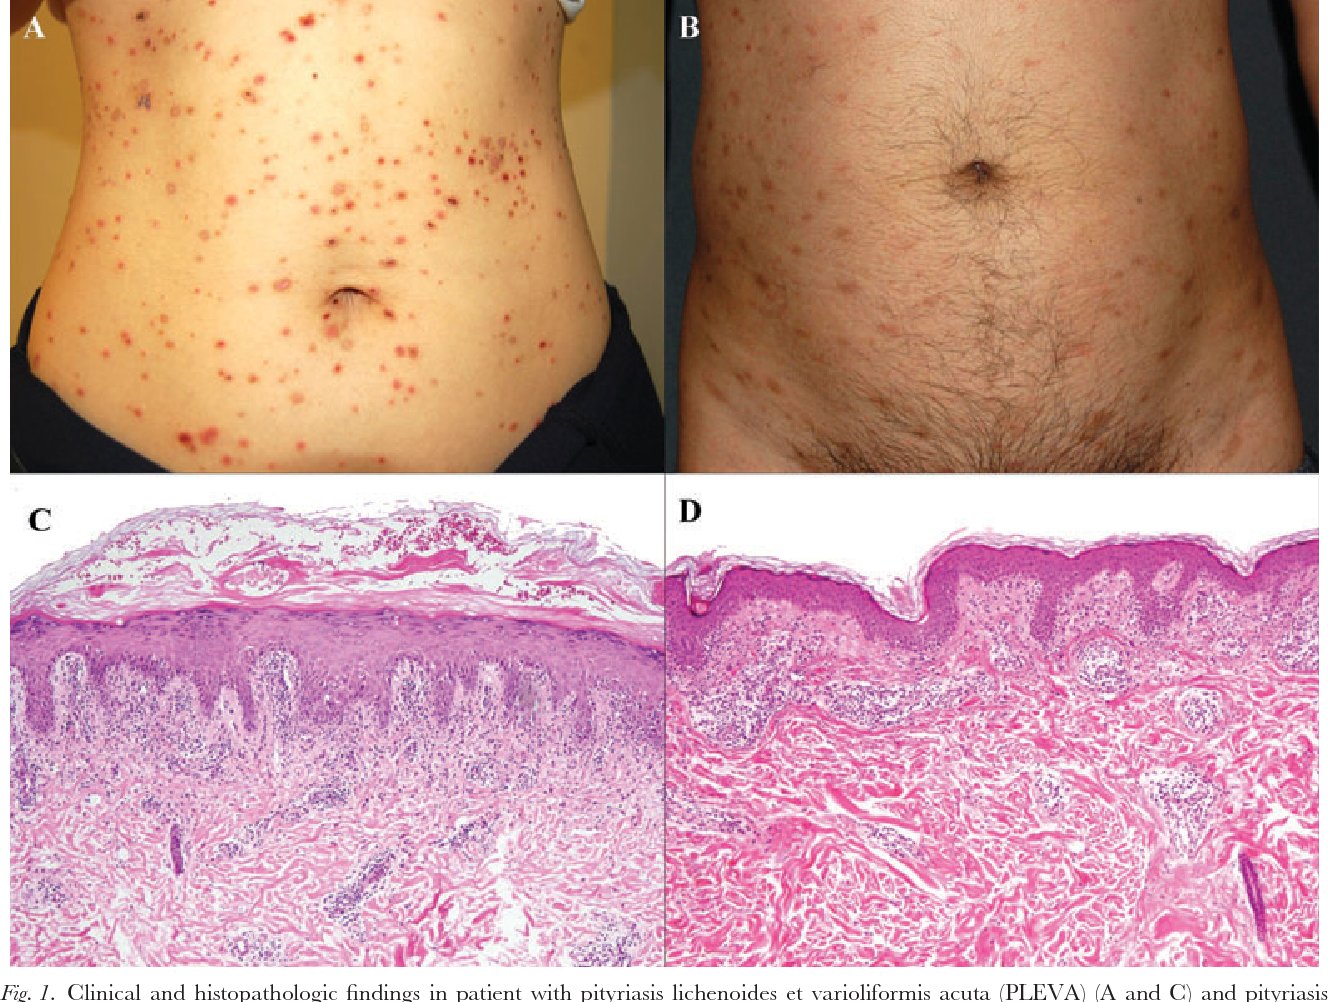 A
B
C
D
Fig. 1. Clinical and histopathologic findings in patient with pityriasis lichenoides et varioliformis acuta (PLEVA) (A and C) and pityriasis